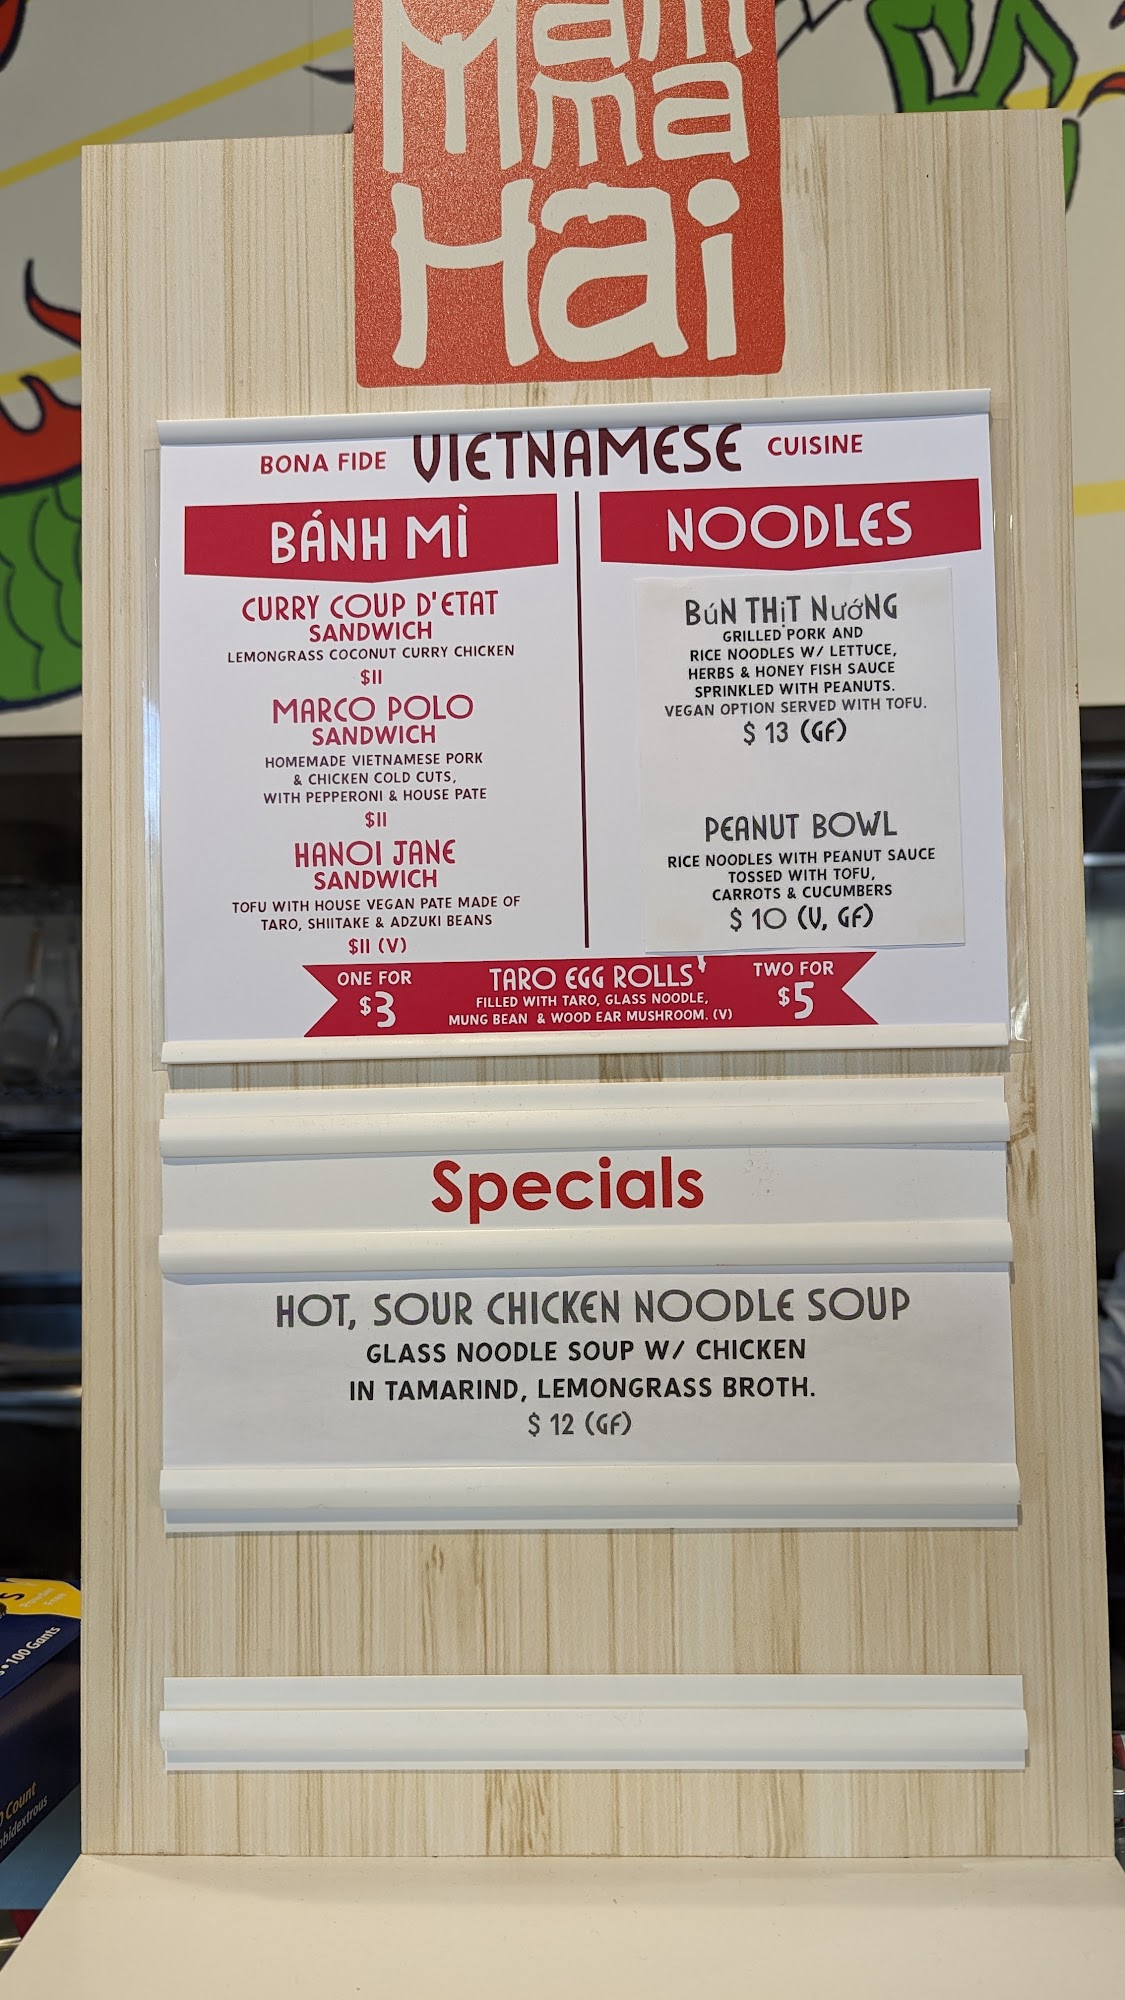 Mam
ma
Hai
BONA FIDE VIETNAMESE CUISINE
BÁNH MÌ
CURRY COUP D'ETAT
SANDWICH
LEMONGRASS COCONUT CURRY CHICKEN
$11
MARCO POLO
SANDWICH
HOMEMADE VIETNAMESE PORK
& CHICKEN COLD CUTS,
WITH PEPPERONI & HOUSE PATE
$11
HANOI JANE
SANDWICH
TOFU WITH HOUSE VEGAN PATE MADE OF
TARO, SHIITAKE & ADZUKI BEANS
$11 (V)
NOODLES
BúN THịT NướNG
GRILLED PORK AND
RICE NOODLES W/ LETTUCE,
HERBS & HONEY FISH SAUCE
SPRINKLED WITH PEANUTS.
VEGAN OPTION SERVED WITH TOFU.
$ 13 (GF)
PEANUT BOWL
RICE NOODLES WITH PEANUT SAUCE
TOSSED WITH TOFU,
CARROTS & CUCUMBERS
$ 10 (V, GF)
ONE FOR
$3
TARO EGG ROLLS
FILLED WITH TARO, GLASS NOODLE,
MUNG BEAN & WOOD EAR MUSHROOM. (V)
TWO FOR
$5
Specials
HOT, SOUR CHICKEN NOODLE SOUP
GLASS NOODLE SOUP W/ CHICKEN
IN TAMARIND, LEMONGRASS BROTH.
$ 12 (GF)
Powder
Free
100 Gants
Count